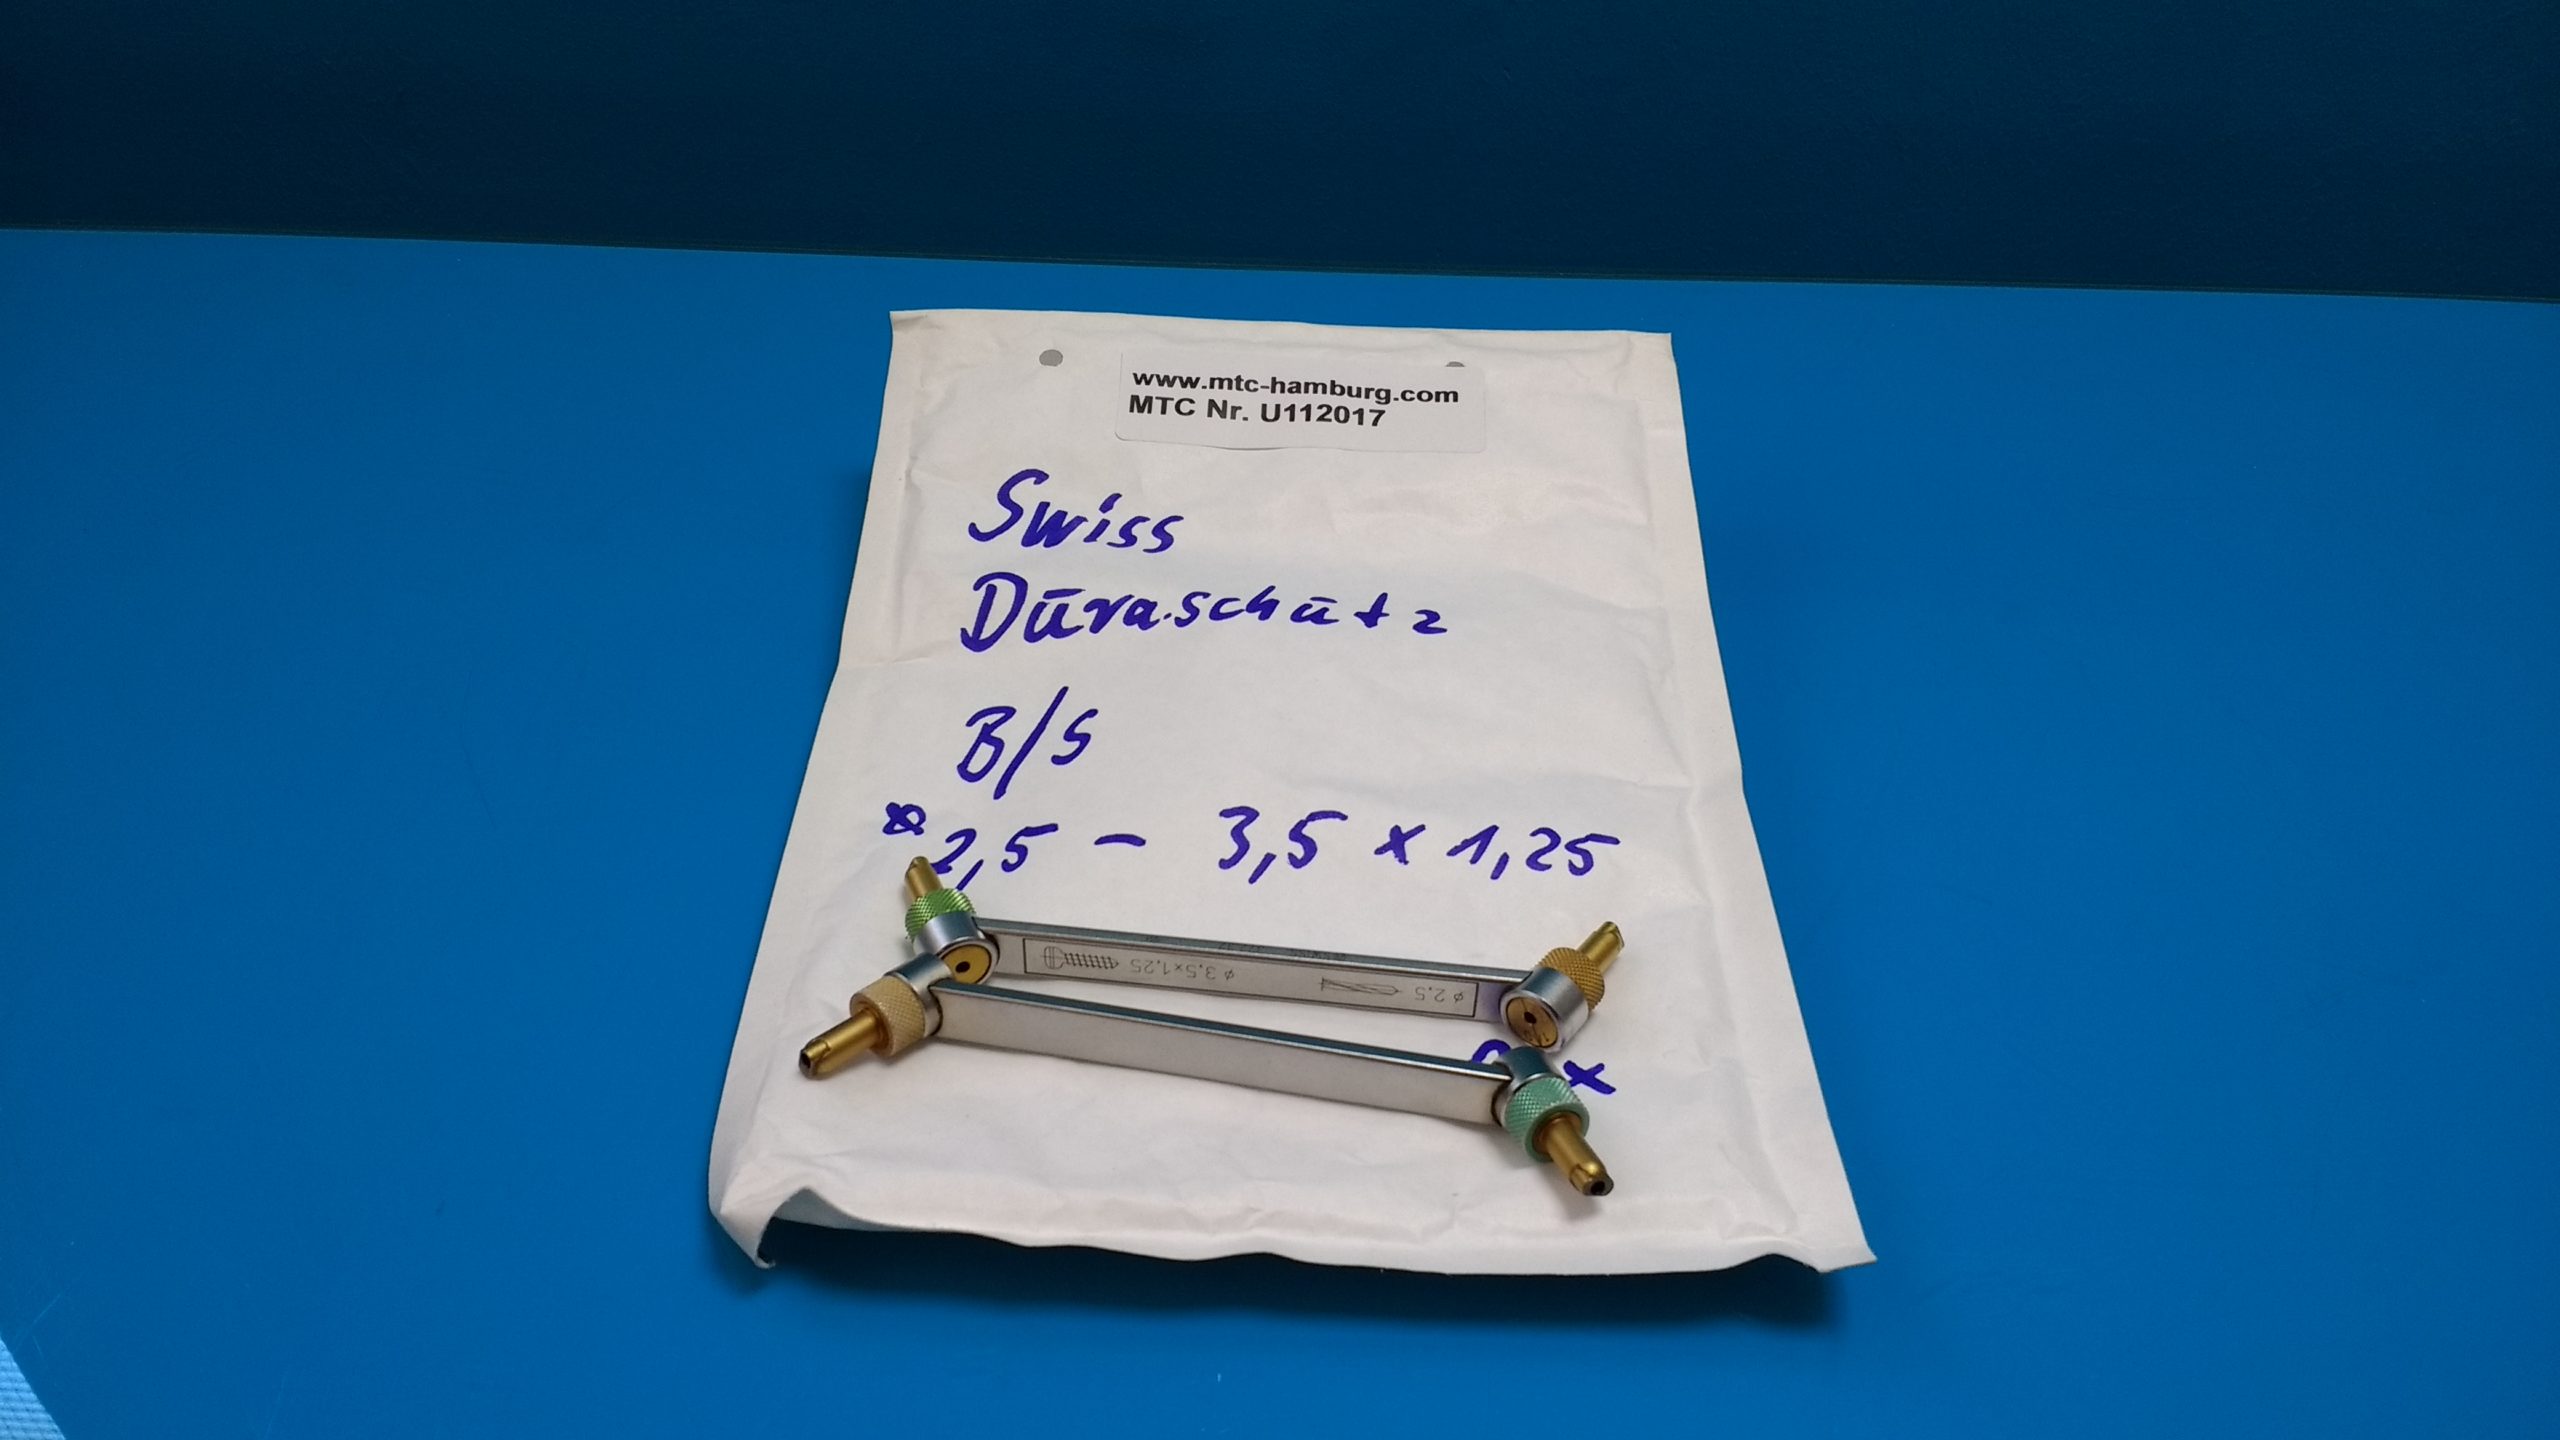 www.mtc-hamburg.com
MTC Nr. U112017
Swiss
Düraschütz
B/S
2,5 - 3,5 x 1,25
ø 3,5x1,25
ø 2,5
x